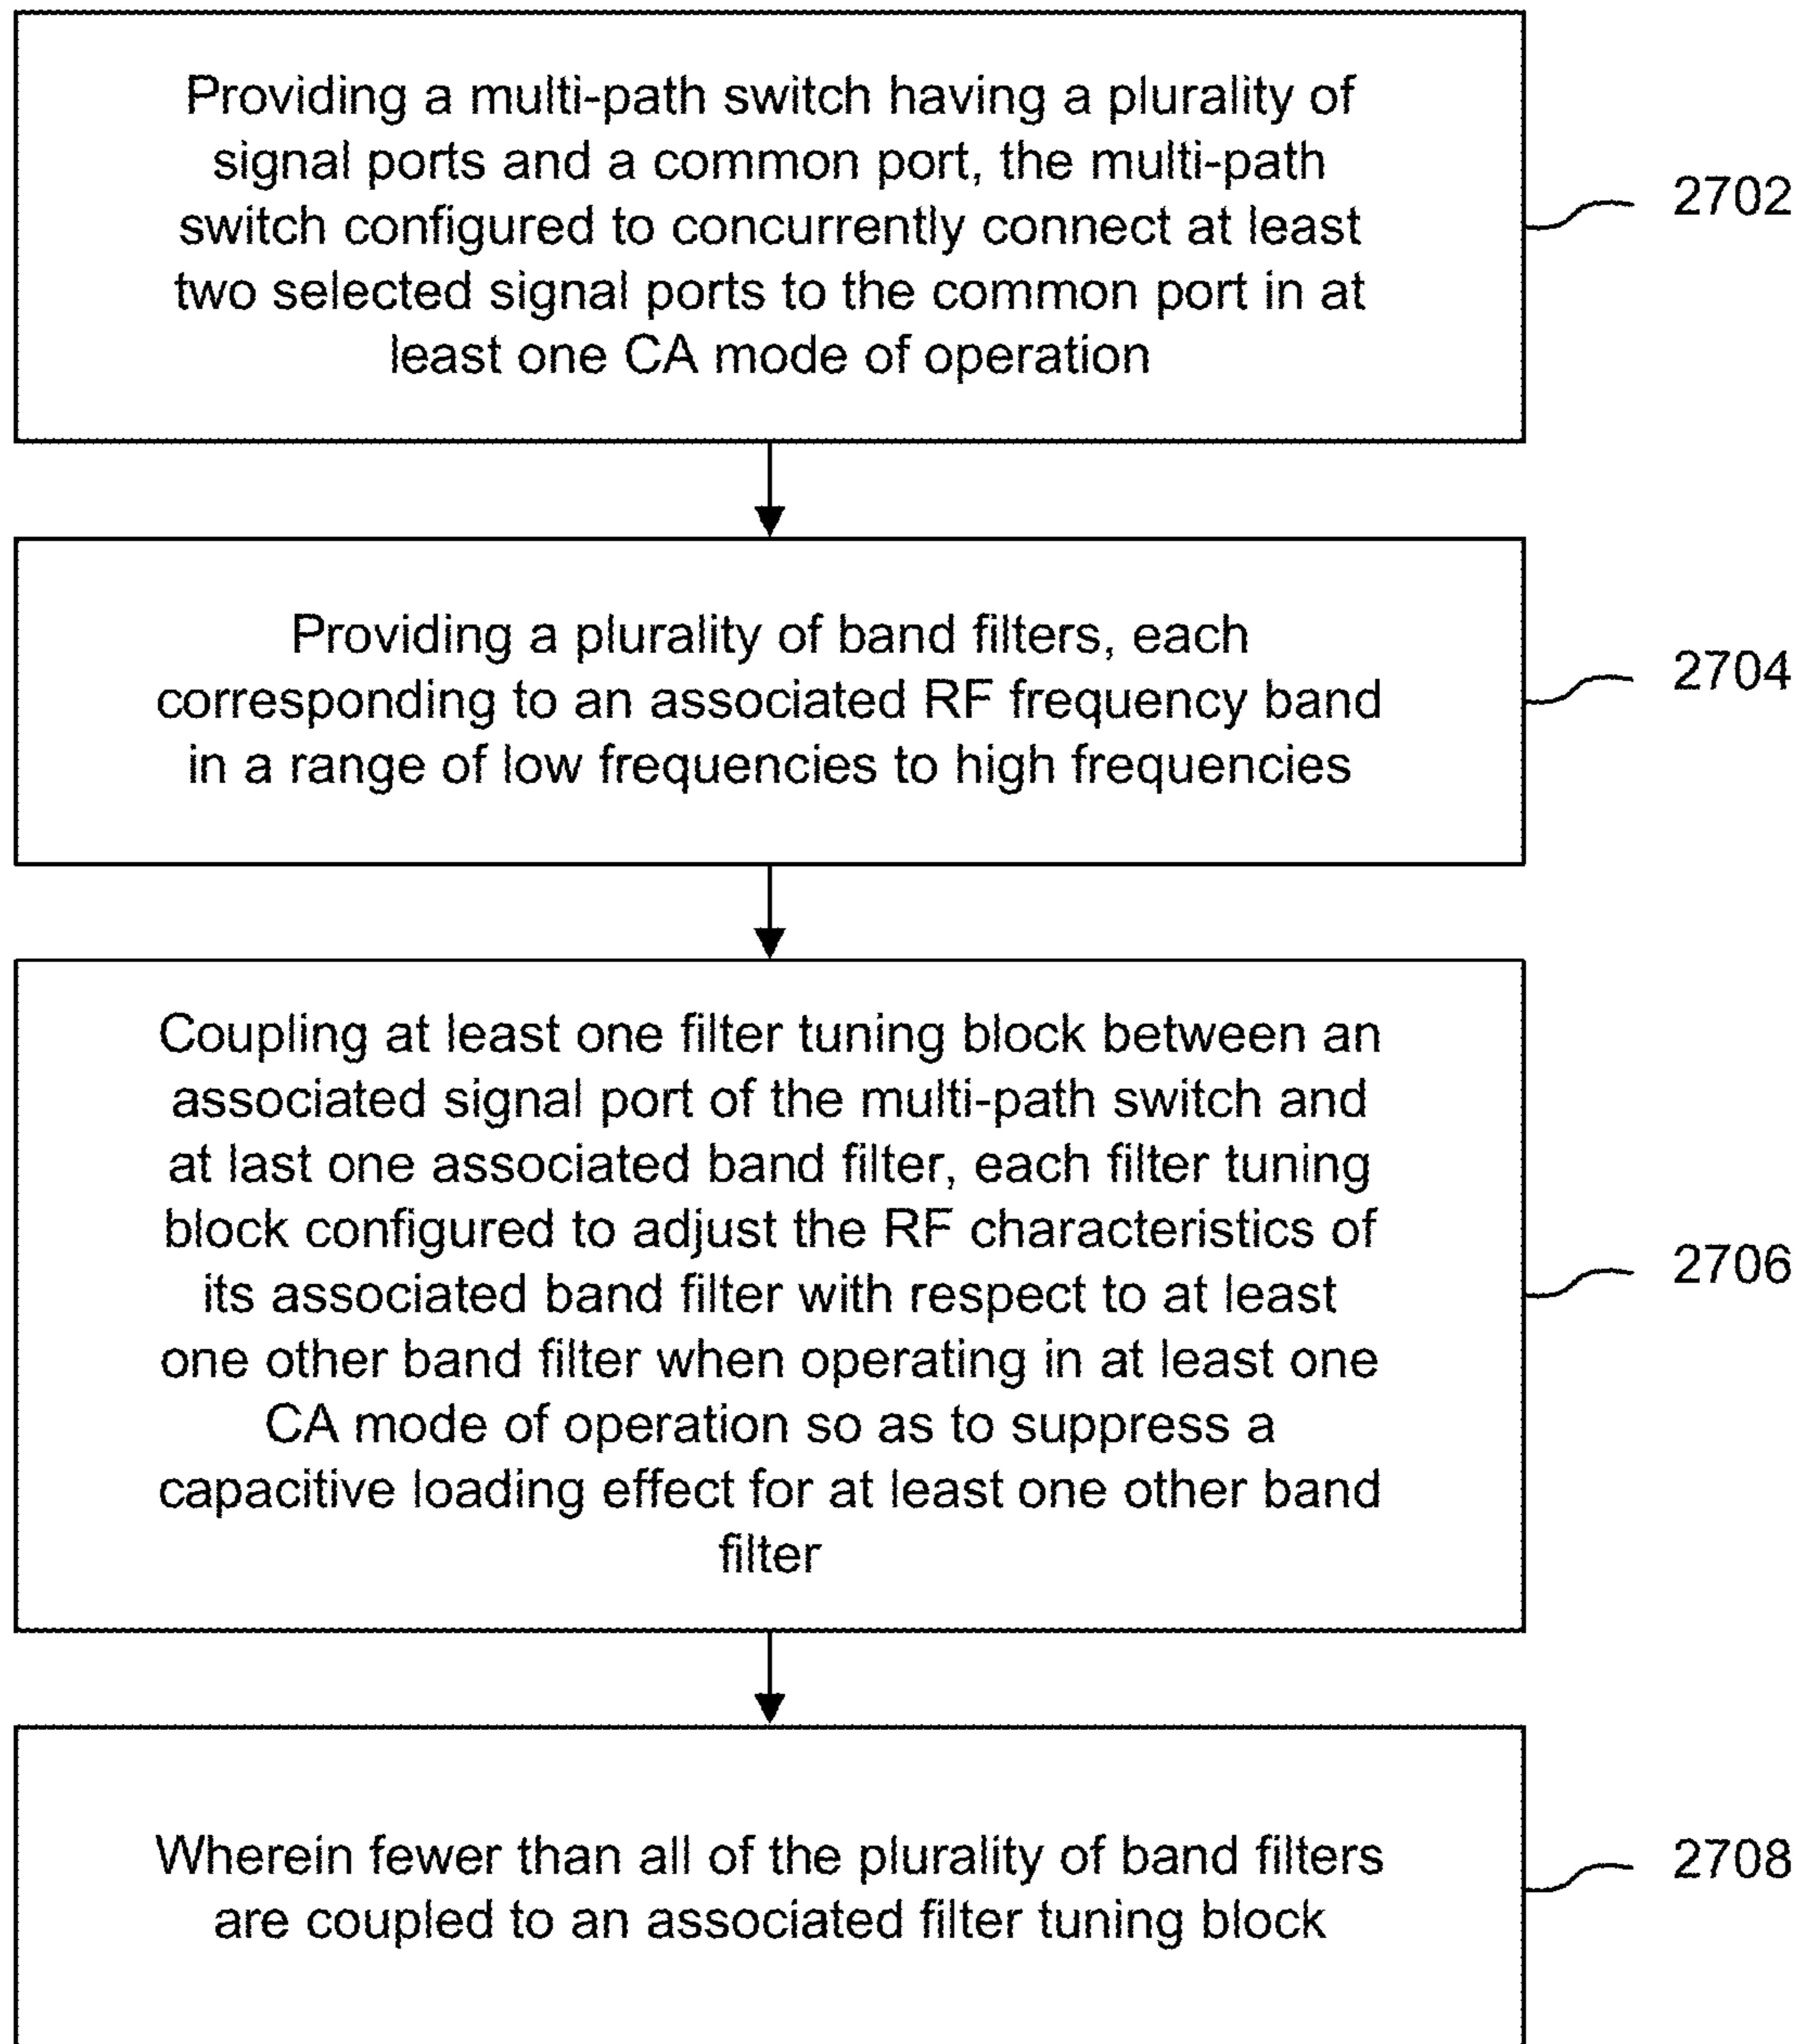 Providing a multi-path switch having a plurality of
signal ports and a common port, the multi-path
switch configured to concurrently connect at least
two selected signal ports to the common port in at
least one CA mode of operation
2702
Providing a plurality of band filters, each
corresponding to an associated RF frequency band
in a range of low frequencies to high frequencies
2704
Coupling at least one filter tuning block between an
associated signal port of the multi-path switch and
at last one associated band filter, each filter tuning
block configured to adjust the RF characteristics of
its associated band filter with respect to at least
one other band filter when operating in at least one
CA mode of operation so as to suppress a
capacitive loading effect for at least one other band
filter
2706
Wherein fewer than all of the plurality of band filters
are coupled to an associated filter tuning block
2708